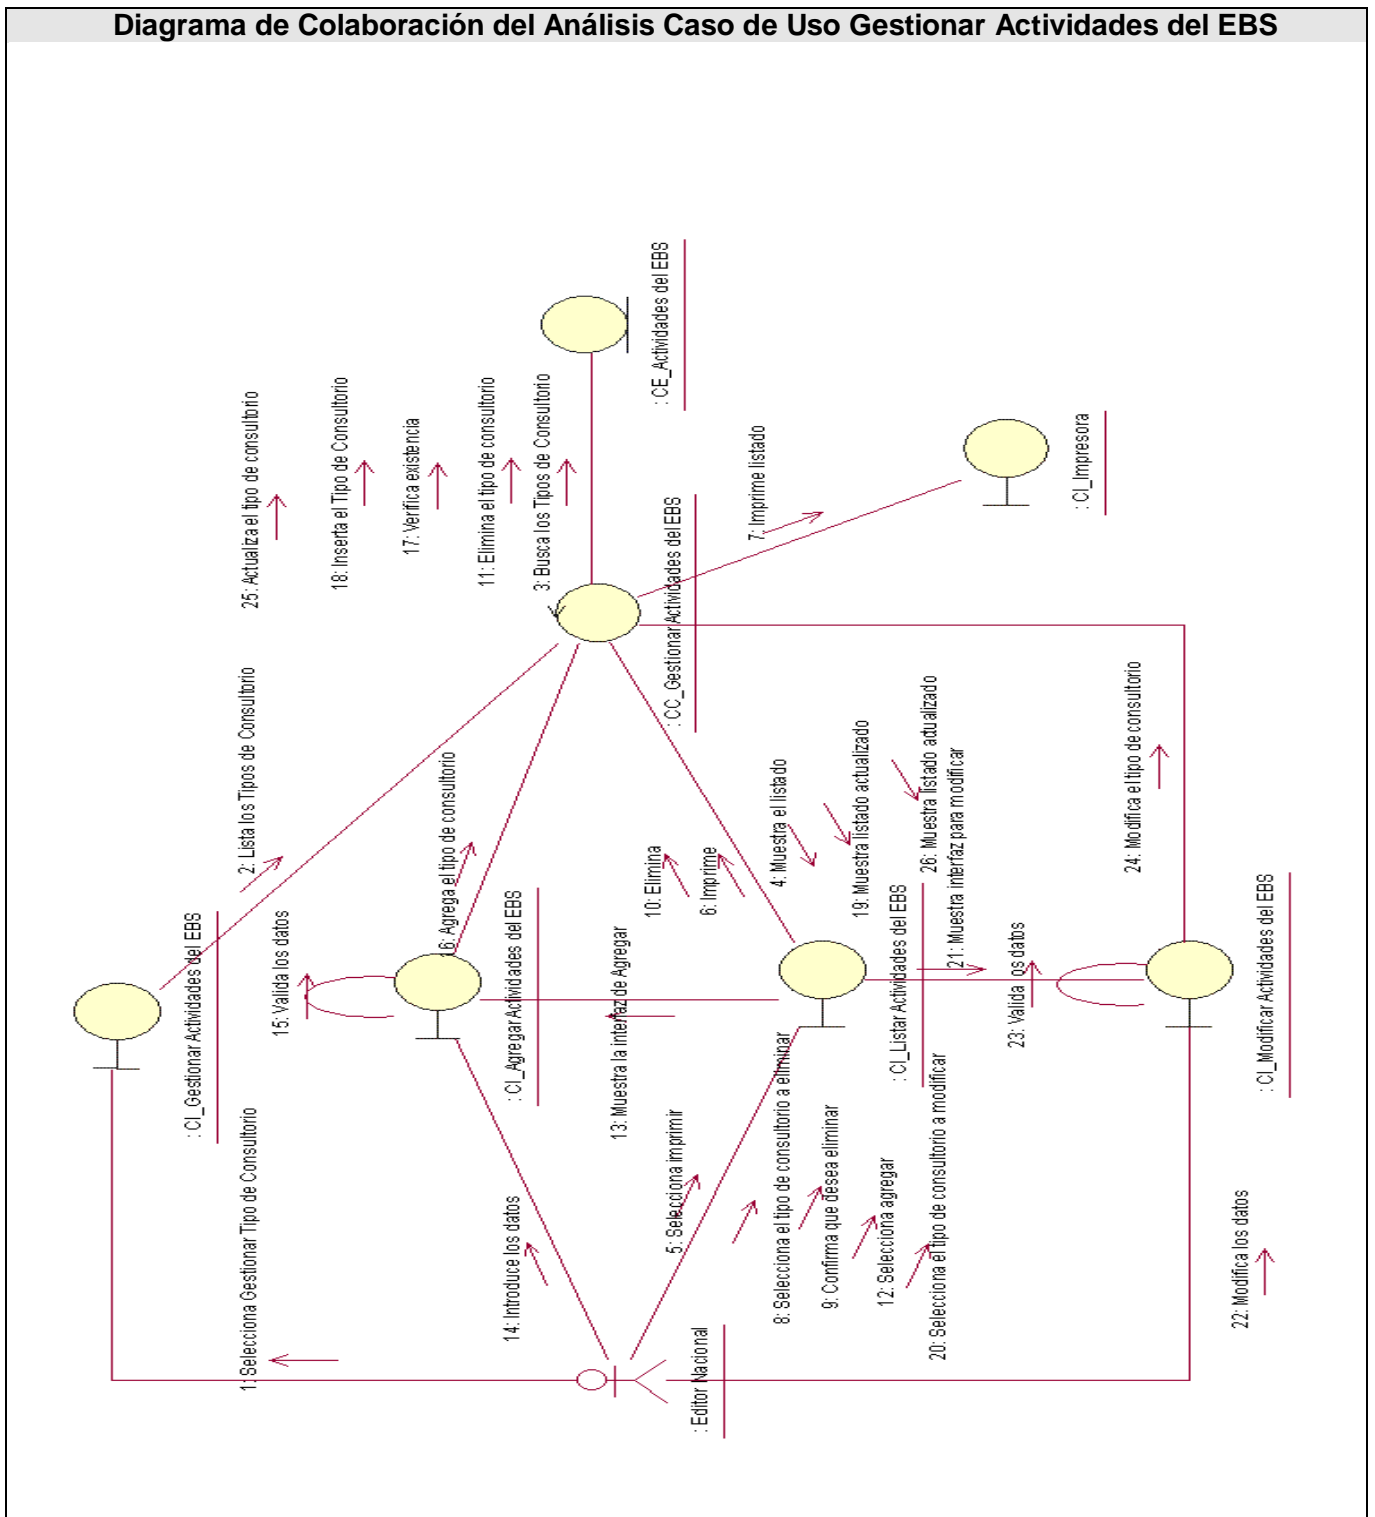 Diagrama de Colaboración del Análisis Caso de Uso Gestionar Actividades del EBS
: CE_Actividades del EBS
25: Actualiza el tipo de consultorio
18: Inserta el Tipo de Consultorio
17: Verifica existencia
11: Elimina el tipo de consultorio
3: Busca los Tipos de Consultorio
: CI_Impresora
7: Imprime listado
: CC_Gestionar Actividades del EBS
2: Lista los Tipos de Consultorio
16: Agrega el tipo de consultorio
10: Elimina
6: Imprime
4: Muestra el listado
19: Muestra listado actualizado
26: Muestra listado adtualizado
21: Muestra interfaz para modificar
24: Modifica el tipo de consultorio
: CI_Gestionar Actividades del EBS
15: Valida los datos
: CI_Agregar Actividades del EBS
13: Muestra la interfaz de Agregar
: CI_Listar Actividades del EBS
23: Valida los datos
: CI_Modificar Actividades del EBS
1: Selecciona Gestionar Tipo de Consultorio
14: Introduce los datos
5: Selecciona imprimir
8: Selecciona el tipo de consultorio a eliminar
9: Confirma que desea eliminar
12: Selecciona agregar
20: Selecciona el tipo de consultorio a modificar
22: Modifica los datos
: Editor Nacional